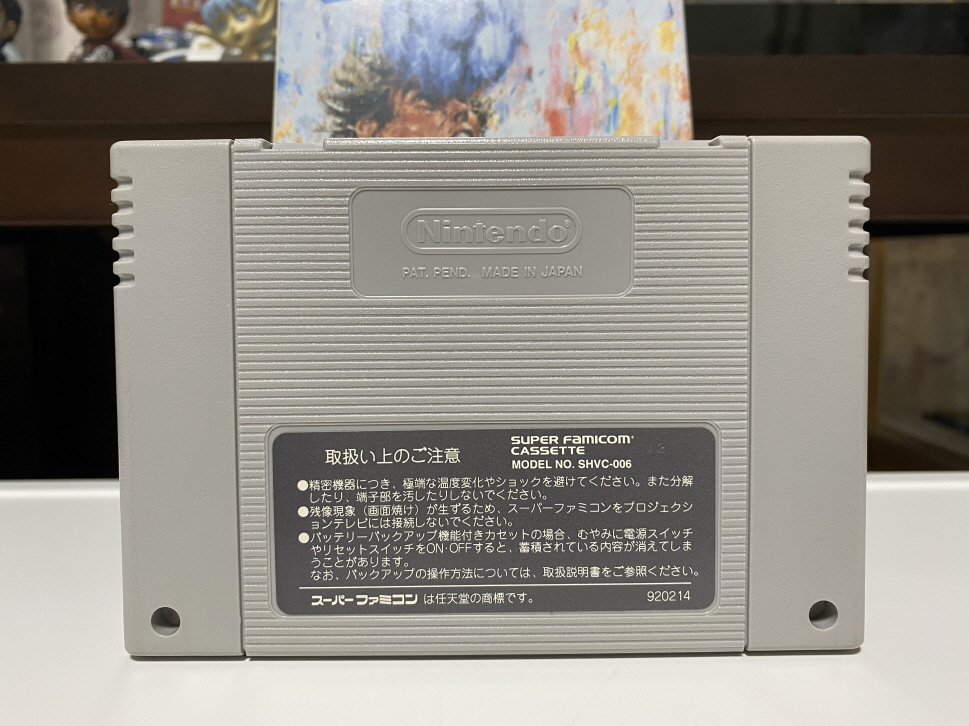 Nintendo®
PAT. PEND. MADE IN JAPAN
取扱い上のご注意
SUPER FAMICOM®
CASSETTE
MODEL NO. SHVC-006
●精密機器につき、極端な温度変化やショックを避けてください。また分解
したり、端子部を汚したりしないでください。
●残像現象（画面焼け）が生ずるため、スーパーファミコンをプロジェクシ
ョンテレビには接続しないでください。
●バッテリーバックアップ機能付きカセットの場合、むやみに電源スイッチ
やリセットスイッチをON·OFFすると、蓄積されている内容が消えてしま
うことがあります。
なお、バックアップの操作方法については、取扱説明書をご参照ください。
スーパーファミコン は任天堂の商標です。
920214